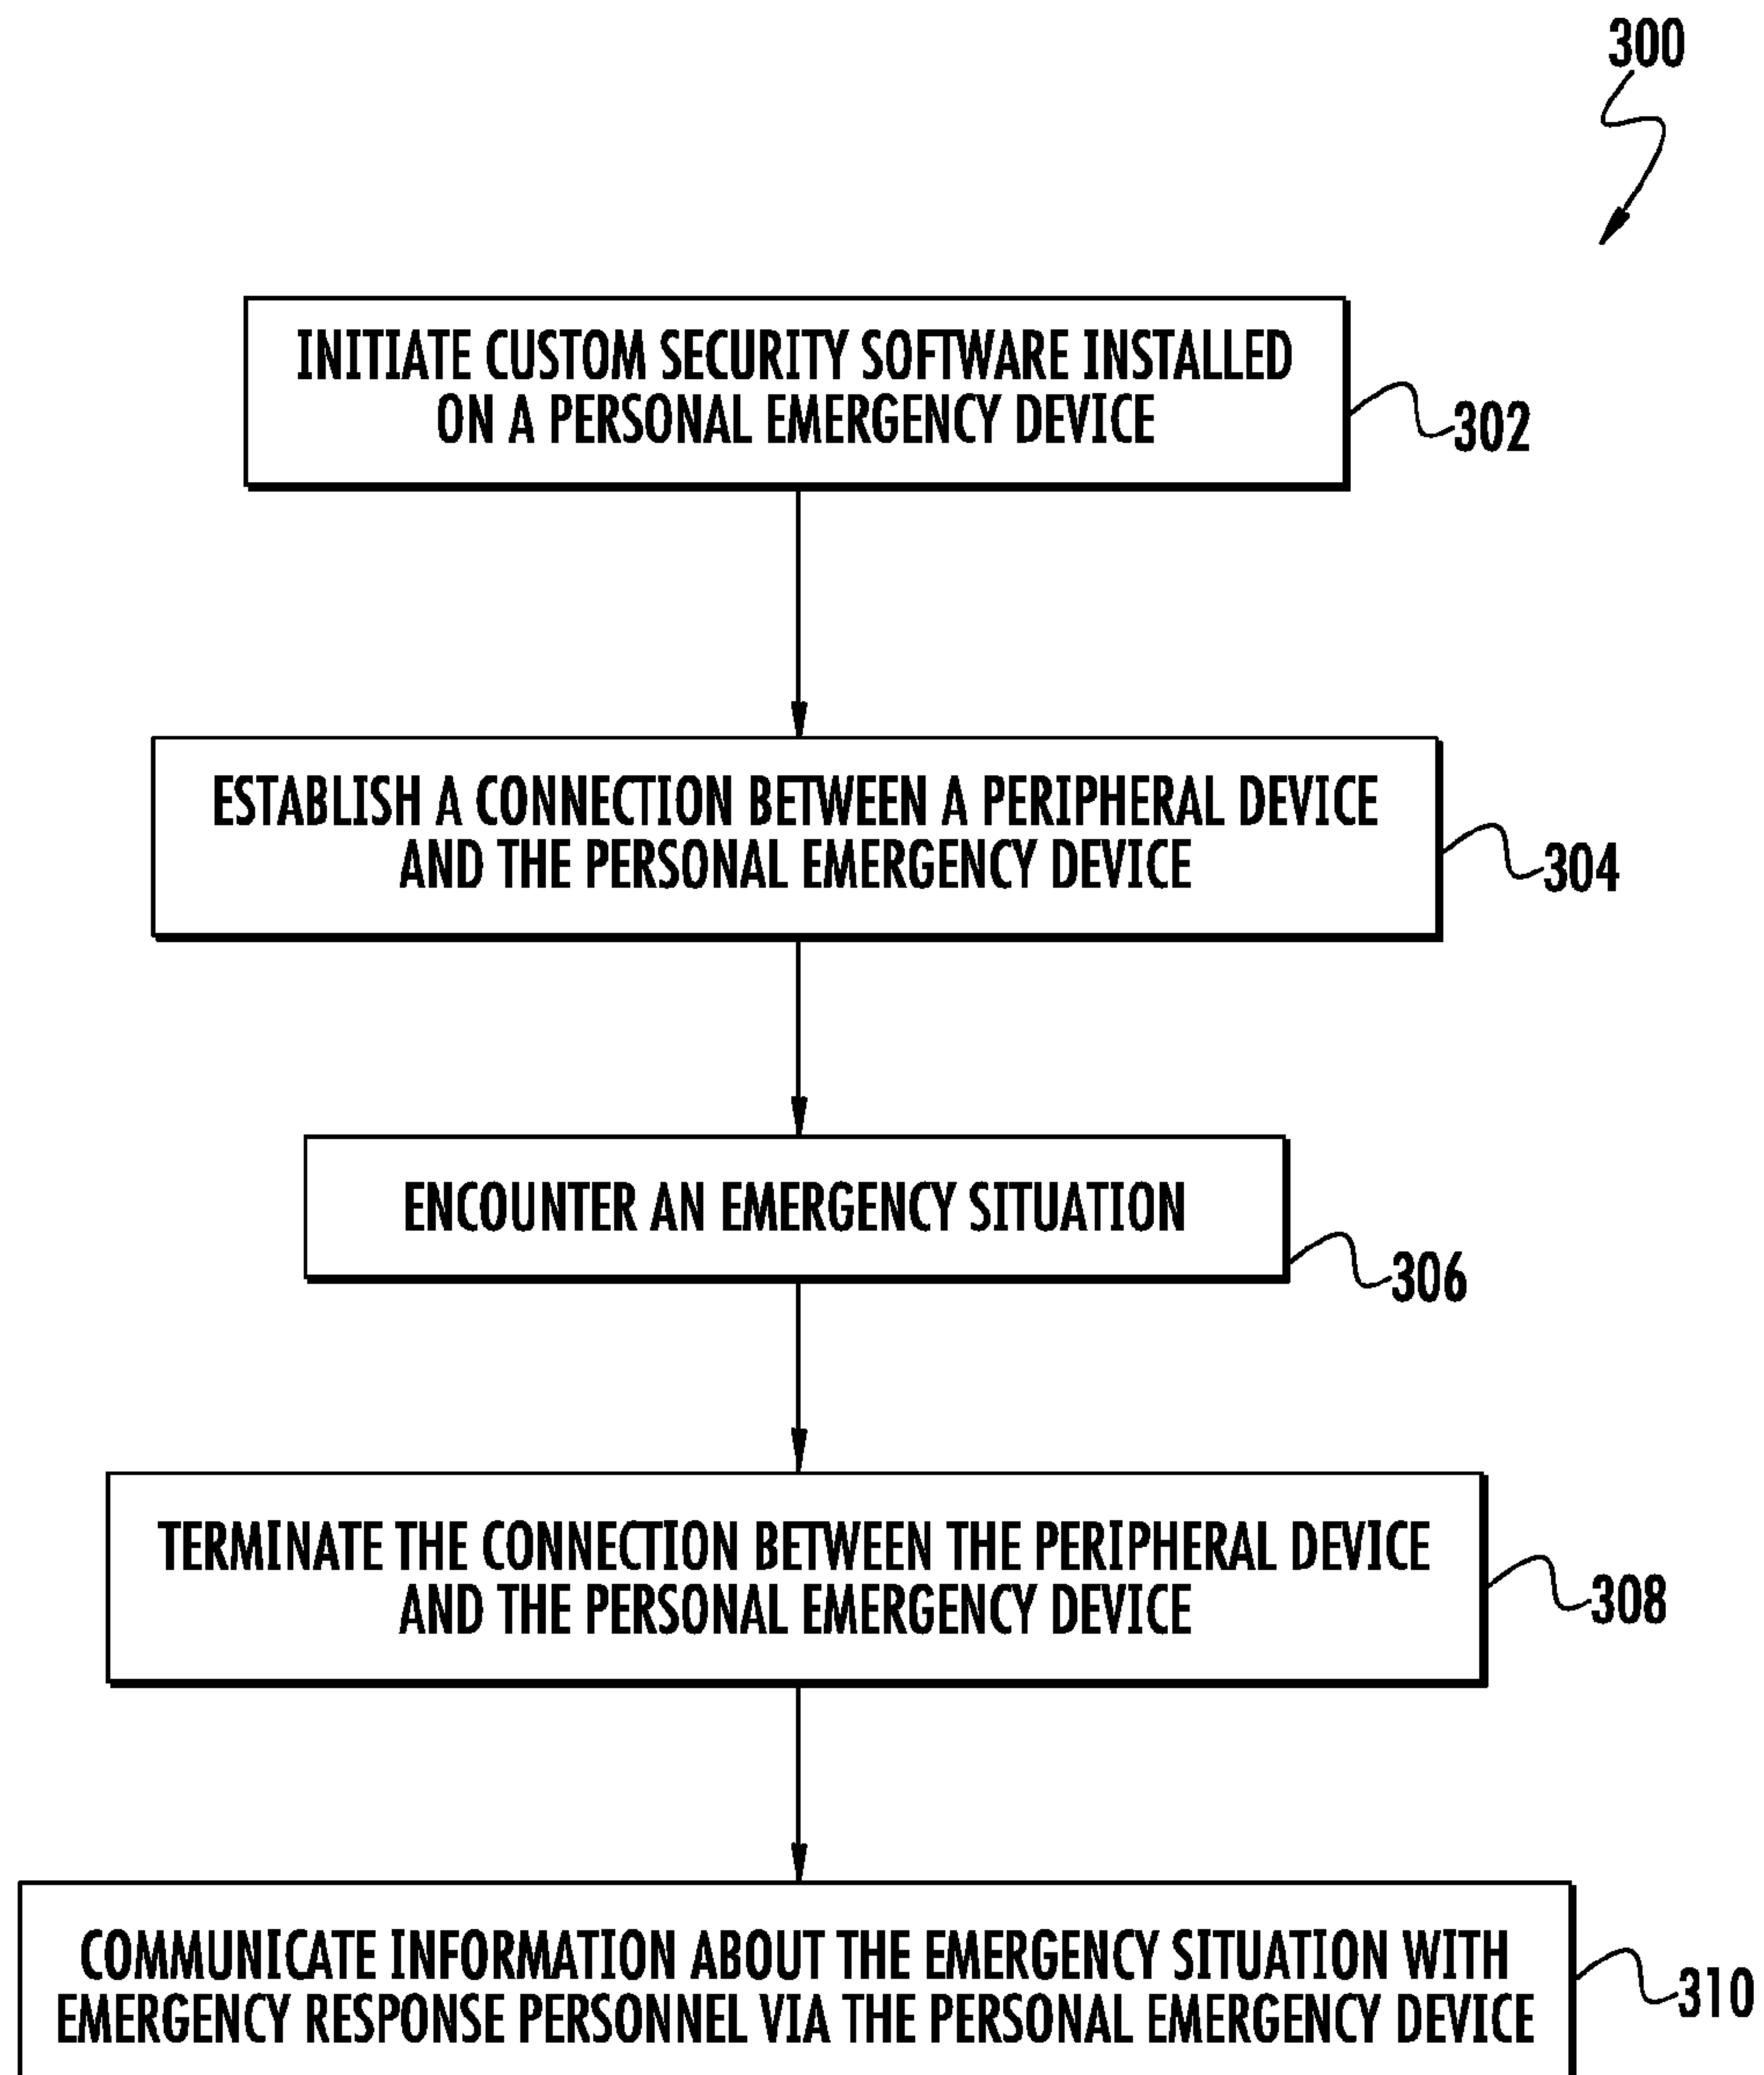 300
INITIATE CUSTOM SECURITY SOFTWARE INSTALLED
ON A PERSONAL EMERGENCY DEVICE
302
ESTABLISH A CONNECTION BETWEEN A PERIPHERAL DEVICE
AND THE PERSONAL EMERGENCY DEVICE
304
ENCOUNTER AN EMERGENCY SITUATION
306
TERMINATE THE CONNECTION BETWEEN THE PERIPHERAL DEVICE
AND THE PERSONAL EMERGENCY DEVICE
308
COMMUNICATE INFORMATION ABOUT THE EMERGENCY SITUATION WITH
EMERGENCY RESPONSE PERSONNEL VIA THE PERSONAL EMERGENCY DEVICE
310